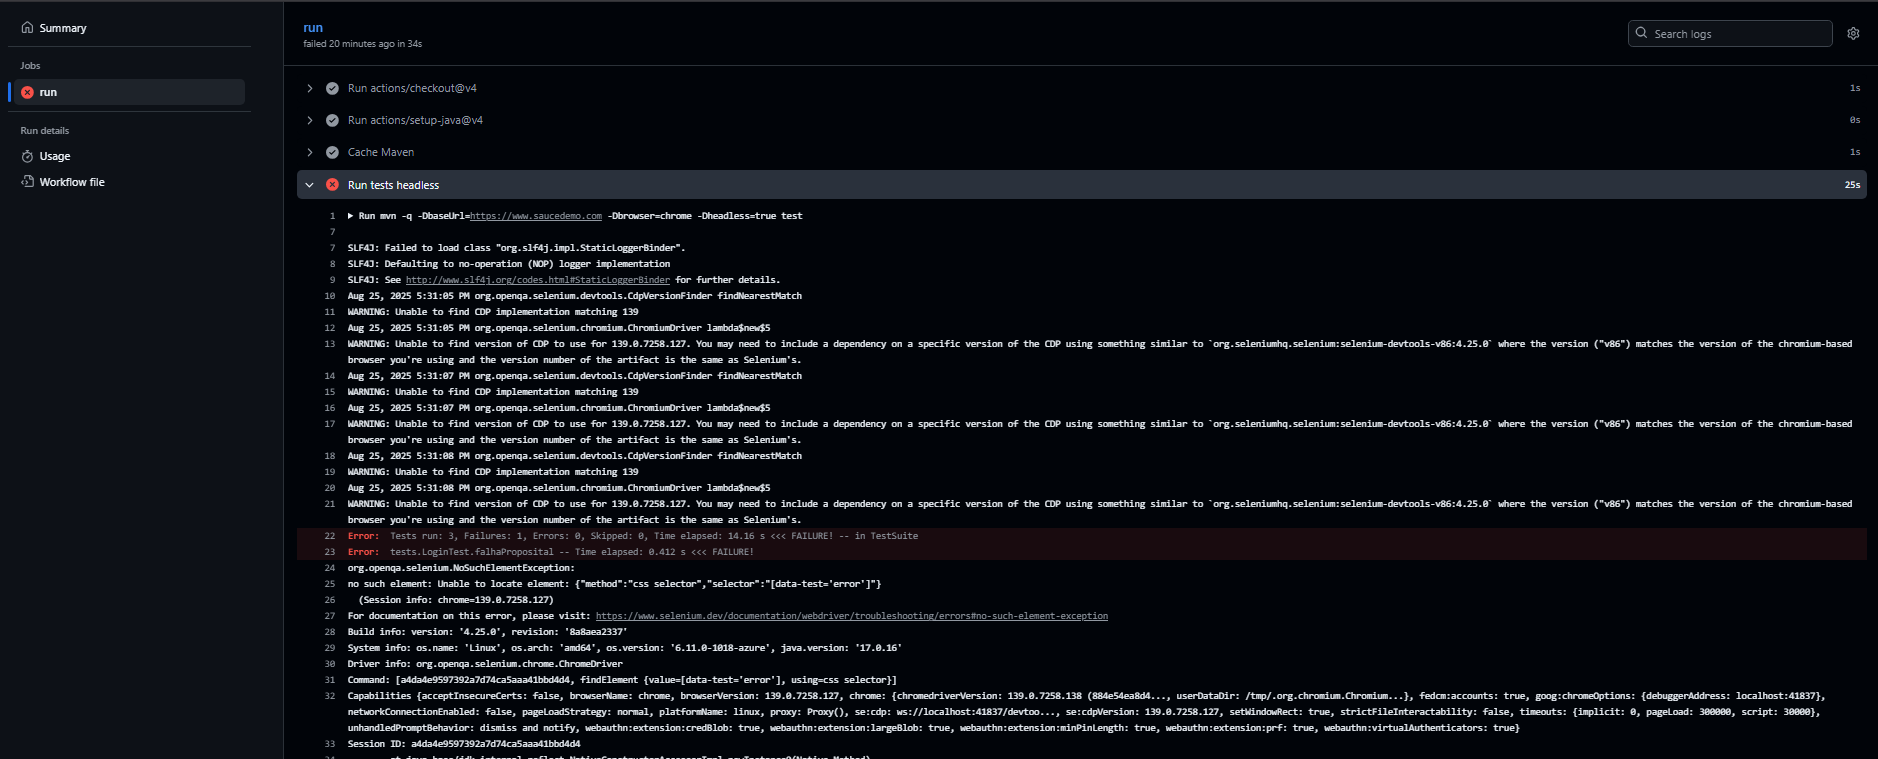 Summary
Jobs
run
Run details
Usage
Workflow file
run
failed 20 minutes ago in 34s
Search logs
Run actions/checkout@v4 1s
Run actions/setup-java@v4 0s
Cache Maven 1s
Run tests headless 25s
1 Run mvn -q -DbaseUrl=https://www.saucedemo.com -Dbrowser=chrome -Dheadless=true test
7
7 SLF4J: Failed to load class "org.slf4j.impl.StaticLoggerBinder".
8 SLF4J: Defaulting to no-operation (NOP) logger implementation
9 SLF4J: See http://www.slf4j.org/codes.html#StaticLoggerBinder for further details.
10 Aug 25, 2025 5:31:05 PM org.openqa.selenium.devtools.CdpVersionFinder findNearestMatch
11 WARNING: Unable to find CDP implementation matching 139
12 Aug 25, 2025 5:31:05 PM org.openqa.selenium.chromium.ChromiumDriver lambda$new$5
13 WARNING: Unable to find version of CDP to use for 139.0.7258.127. You may need to include a dependency on a specific version of the CDP using something similar to `org.seleniumhq.selenium:selenium-devtools-v86:4.25.0` where the version ("v86") matches the version of the chromium-based
browser you're using and the version number of the artifact is the same as Selenium's.
14 Aug 25, 2025 5:31:07 PM org.openqa.selenium.devtools.CdpVersionFinder findNearestMatch
15 WARNING: Unable to find CDP implementation matching 139
16 Aug 25, 2025 5:31:07 PM org.openqa.selenium.chromium.ChromiumDriver lambda$new$5
17 WARNING: Unable to find version of CDP to use for 139.0.7258.127. You may need to include a dependency on a specific version of the CDP using something similar to `org.seleniumhq.selenium:selenium-devtools-v86:4.25.0` where the version ("v86") matches the version of the chromium-based
browser you're using and the version number of the artifact is the same as Selenium's.
18 Aug 25, 2025 5:31:08 PM org.openqa.selenium.devtools.CdpVersionFinder findNearestMatch
19 WARNING: Unable to find CDP implementation matching 139
20 Aug 25, 2025 5:31:08 PM org.openqa.selenium.chromium.ChromiumDriver lambda$new$5
21 WARNING: Unable to find version of CDP to use for 139.0.7258.127. You may need to include a dependency on a specific version of the CDP using something similar to `org.seleniumhq.selenium:selenium-devtools-v86:4.25.0` where the version ("v86") matches the version of the chromium-based
browser you're using and the version number of the artifact is the same as Selenium's.
22 Error: Tests run: 3, Failures: 1, Errors: 0, Skipped: 0, Time elapsed: 14.16 s <<< FAILURE! -- in TestSuite
23 Error: tests.LoginTest.falhaProposital -- Time elapsed: 0.412 s <<< FAILURE!
24 org.openqa.selenium.NoSuchElementException:
25 no such element: Unable to locate element: {"method":"css selector","selector":"[data-test='error']"}
26 (Session info: chrome=139.0.7258.127)
27 For documentation on this error, please visit: https://www.selenium.dev/documentation/webdriver/troubleshooting/errors#no-such-element-exception
28 Build info: version: '4.25.0', revision: '8a8aea2337'
29 System info: os.name: 'Linux', os.arch: 'amd64', os.version: '6.11.0-1018-azure', java.version: '17.0.16'
30 Driver info: org.openqa.selenium.chrome.ChromeDriver
31 Command: [a4da4e9597392a7d74ca5aaa41bbd4d4, findElement {value=[data-test='error'], using=css selector}]
32 Capabilities {acceptInsecureCerts: false, browserName: chrome, browserVersion: 139.0.7258.127, chrome: {chromedriverVersion: 139.0.7258.138 (884e54ea8d4..., userDataDir: /tmp/.org.chromium.Chromium...}, fedcm:accounts: true, goog:chromeOptions: {debuggerAddress: localhost:41837},
networkConnectionEnabled: false, pageLoadStrategy: normal, platformName: linux, proxy: Proxy(), se:cdp: ws://localhost:41837/devtoo..., se:cdpVersion: 139.0.7258.127, setWindowRect: true, strictFileInteractability: false, timeouts: {implicit: 0, pageLoad: 300000, script: 30000},
unhandledPromptBehavior: dismiss and notify, webauthn:extension:credBlob: true, webauthn:extension:largeBlob: true, webauthn:extension:minPinLength: true, webauthn:extension:prf: true, webauthn:virtualAuthenticators: true}
33 Session ID: a4da4e9597392a7d74ca5aaa41bbd4d4